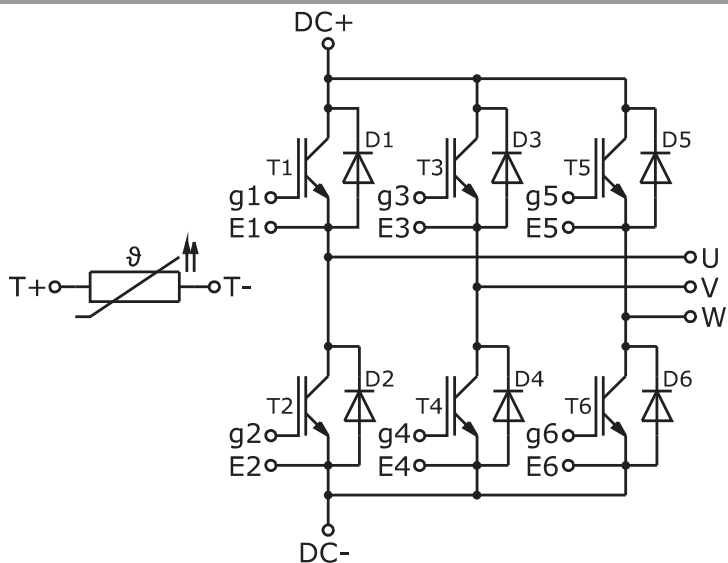 DC+
T1 D1 T3 D3 T5 D5
g1 g3 g5
E1 E3 E5
ϑ
U
T+ T-
V
W
T2 D2 T4 D4 T6 D6
g2 g4 g6
E2 E4 E6
DC-